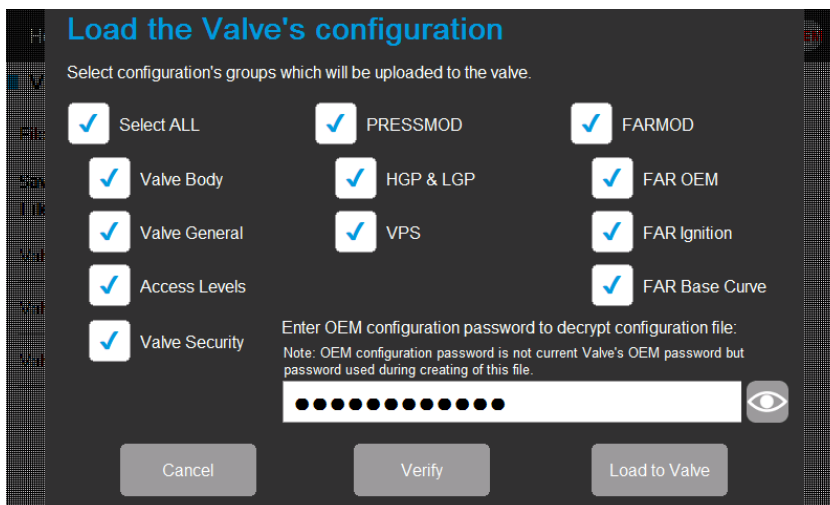 Load the Valve's configuration
Select configuration's groups which will be uploaded to the valve.
Select ALL
PRESSMOD
FARMOD
Valve Body
HGP & LGP
FAR OEM
Valve General
VPS
FAR Ignition
Access Levels
FAR Base Curve
Valve Security
Enter OEM configuration password to decrypt configuration file:
Note: OEM configuration password is not current Valve's OEM password but
password used during creating of this file.
●●●●●●●●●●●●
Cancel
Verify
Load to Valve